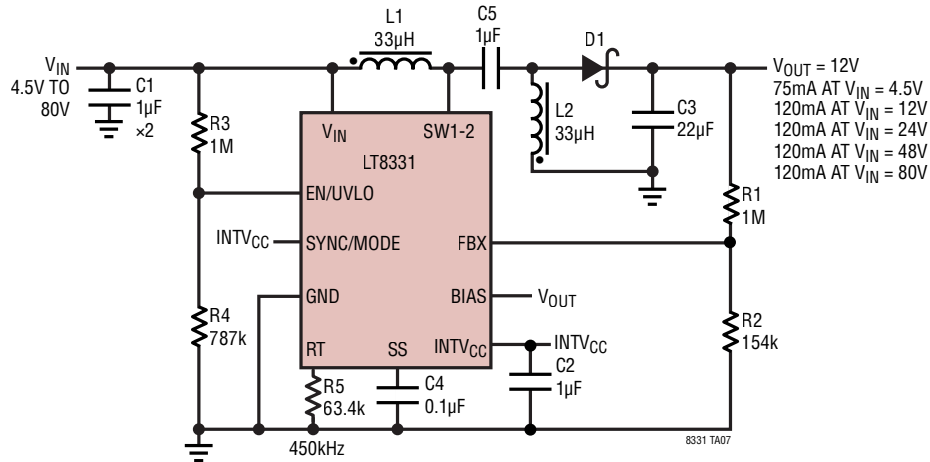 L1
33µH
C5
1µF
D1
VIN
4.5V TO
80V
C1
1µF
×2
R3
1M
VIN
SW1-2
LT8331
EN/UVLO
INTVCC
SYNC/MODE
FBX
GND
BIAS
VOUT
R4
787k
RT
SS
INTVCC
INTVCC
R5
63.4k
C4
0.1µF
C2
1µF
L2
33µH
C3
22µF
VOUT = 12V
75mA AT VIN = 4.5V
120mA AT VIN = 12V
120mA AT VIN = 24V
120mA AT VIN = 48V
120mA AT VIN = 80V
R1
1M
R2
154k
450kHz
8331 TA07